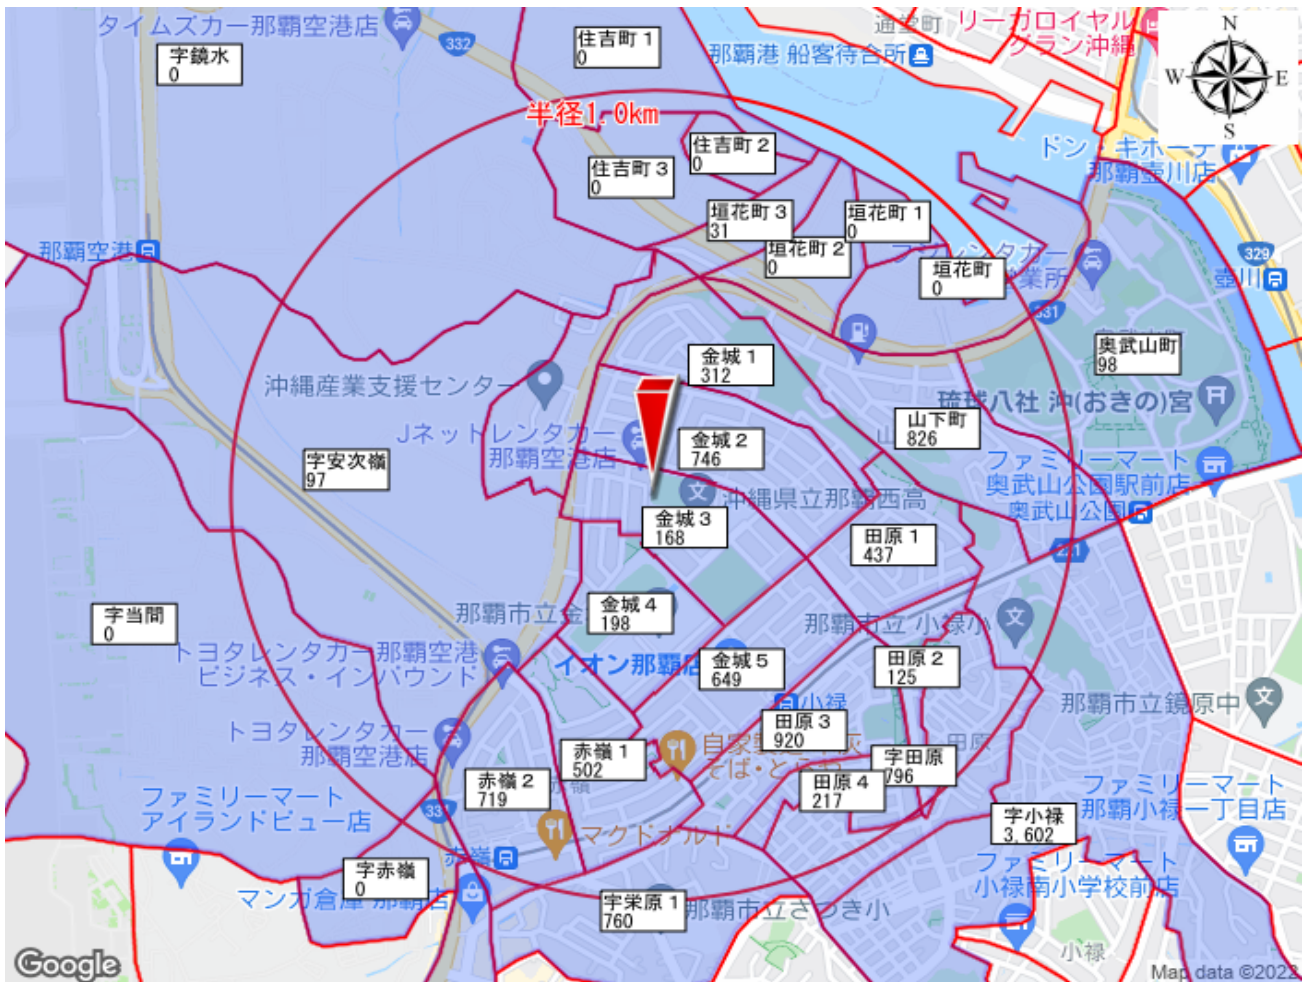 タイムズカー那覇空港店
332
字鏡水
0
住吉町1
0
通堂町
リーガロイヤル
グラン沖縄
那覇港 船客待合所
N
W
E
S
半径1.0km
住吉町2
0
住吉町3
0
ドン・キホーテ
那覇壺川店
垣花町3
31
垣花町1
0
垣花町2
0
垣花町
0
329
壺川
那覇空港
331
奥武山町
98
沖縄産業支援センター
金城1
312
琉球八社 沖(おきの)宮
山下町
826
Jネットレンタカー
那覇空港店
金城2
746
字安次嶺
97
ファミリーマート
奥武山公園駅前店
奥武山公園
沖縄県立那覇西高
金城3
168
田原1
437
221
字当間
0
金城4
198
那覇市立金
那覇市立 小禄小
トヨタレンタカー那覇空港
ビジネス・インバウンド
イオン那覇店
金城5
649
田原2
125
小禄
那覇市立鏡原中
トヨタレンタカー
那覇空港店
赤嶺1
502
田原3
920
田原
字田原
796
赤嶺2
719
田原4
217
ファミリーマート
アイランドビュー店
331
ファミリーマート
那覇小禄一丁目店
字小禄
3,602
マクドナルド
赤嶺
字赤嶺
0
マンガ倉庫 那覇店
ファミリーマート
小禄南小学校前店
字栄原1
760
那覇市立さつき小
小禄
Google
Map data ©2022